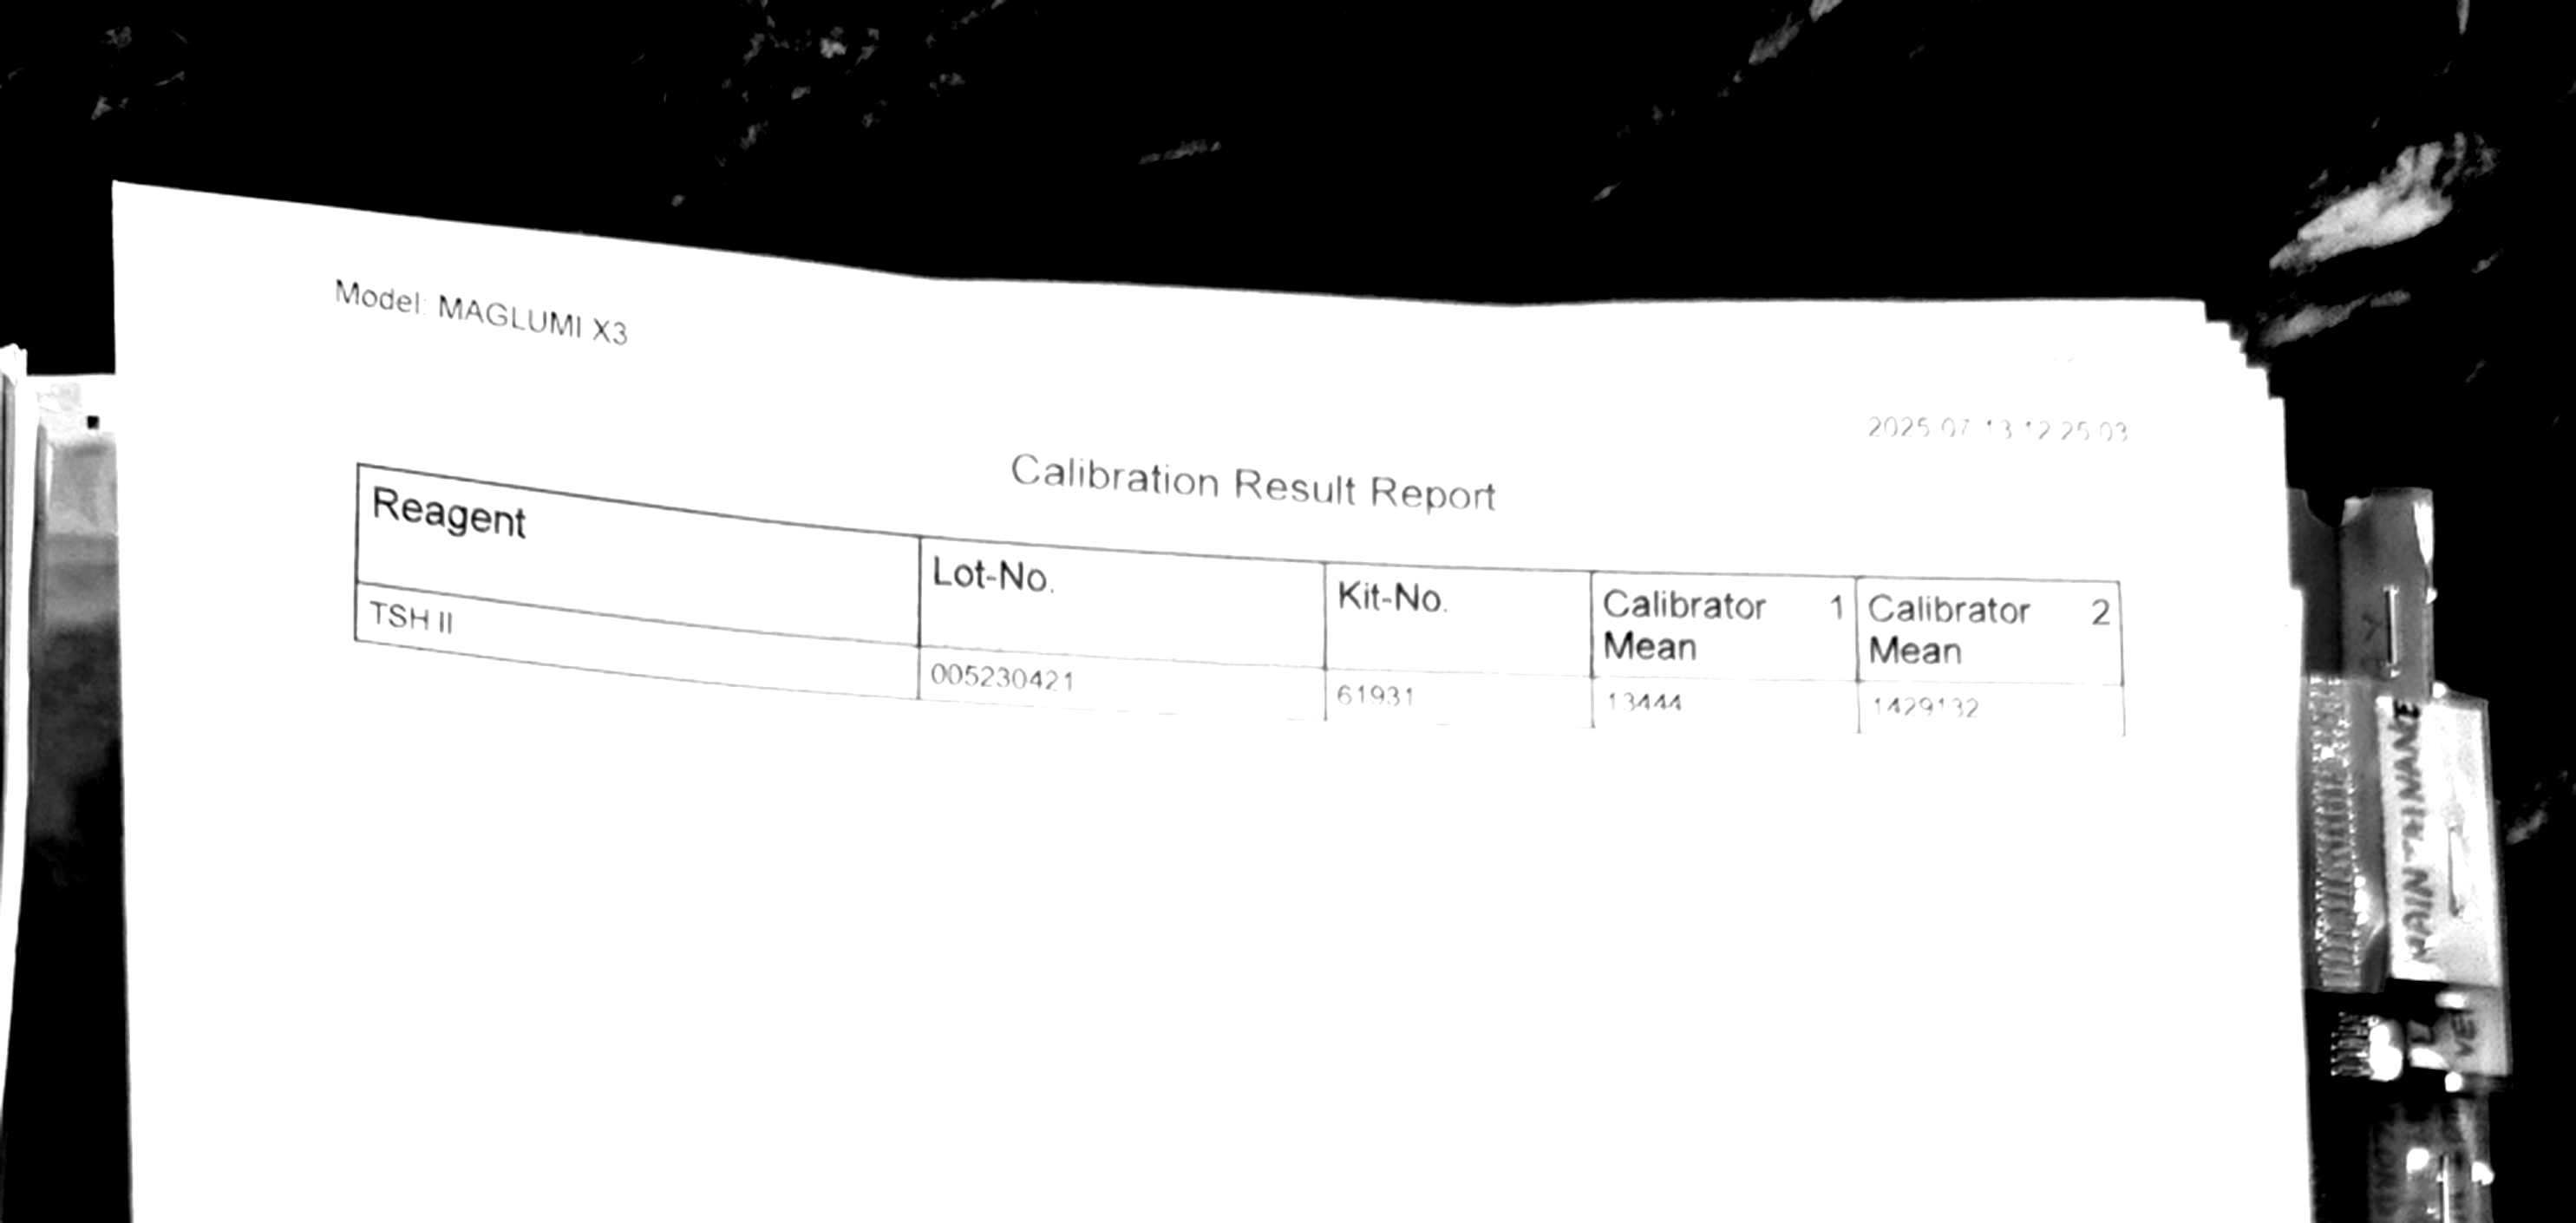 Model: MAGLUMI X3
2025 07 13 12 25 03
Calibration Result Report
Reagent Lot-No. Kit-No. Calibrator 1 Mean Calibrator 2 Mean
TSH II 005230421 61931 13444 1429132